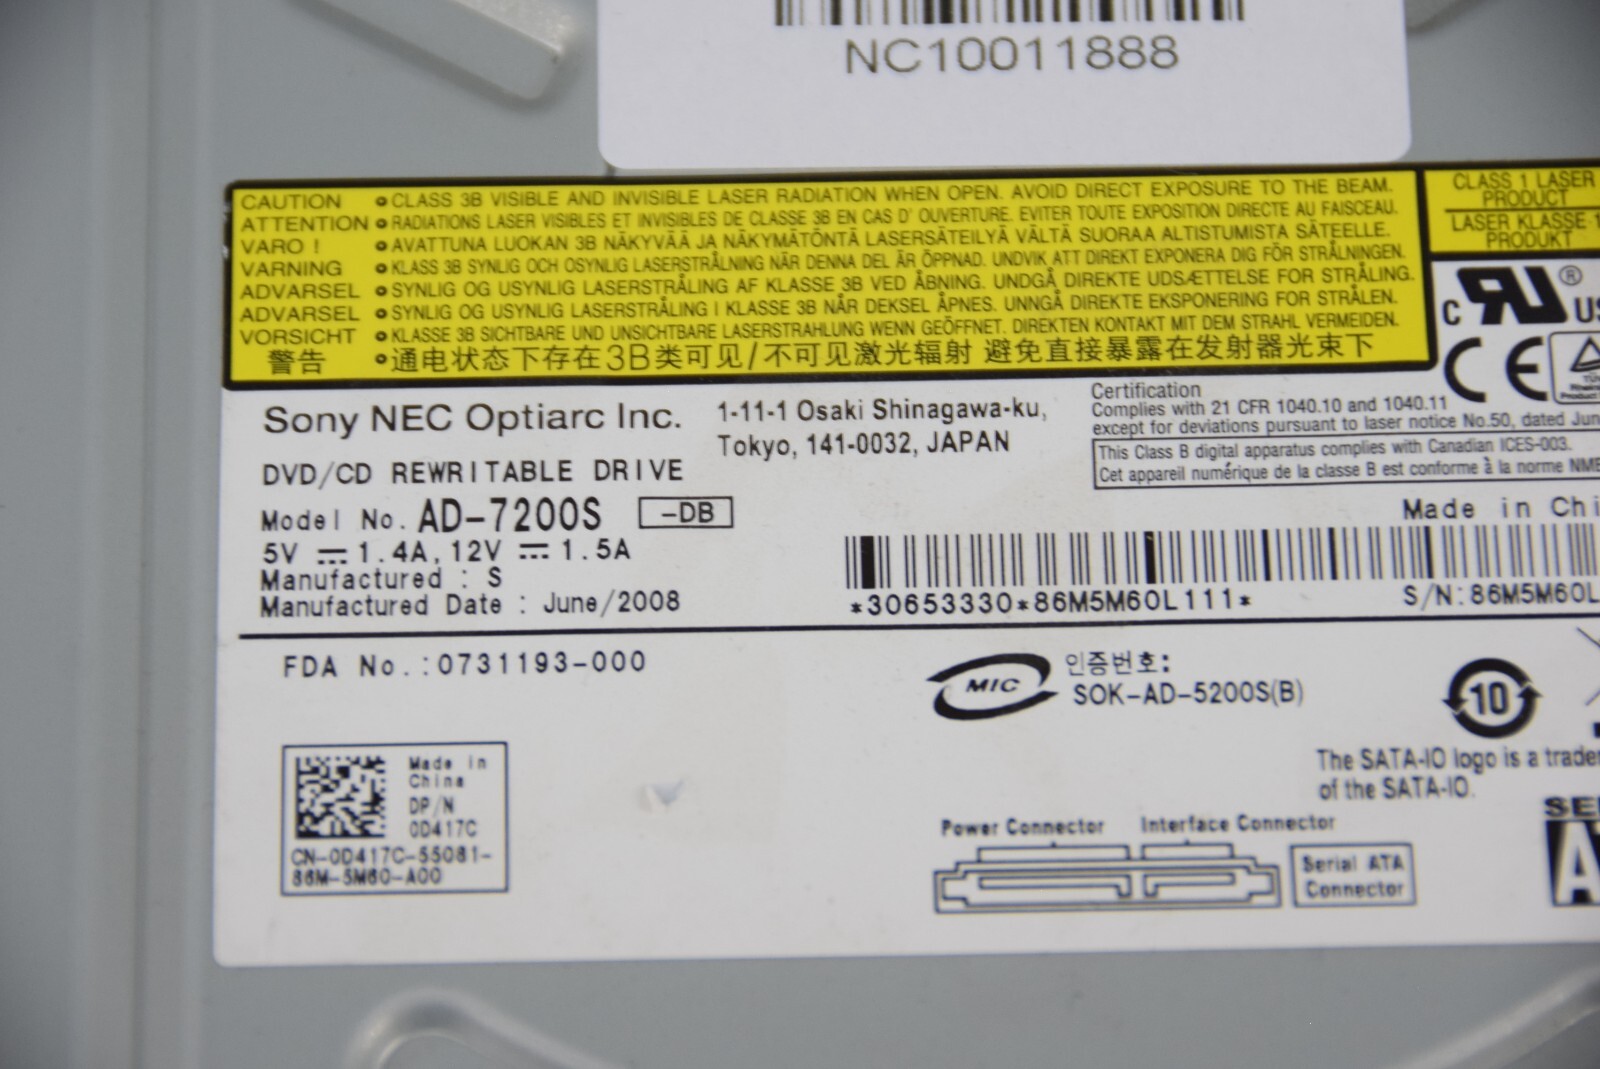 NC10011888
CAUTION • CLASS 3B VISIBLE AND INVISIBLE LASER RADIATION WHEN OPEN. AVOID DIRECT EXPOSURE TO THE BEAM.
ATTENTION • RADIATIONS LASER VISIBLES ET INVISIBLES DE CLASSE 3B EN CAS D' OUVERTURE. EVITER TOUTE EXPOSITION DIRECTE AU FAISCEAU.
VARO ! • AVATTUNA LUOKAN 3B NÄKYVÄÄ JA NÄKYMÄTÖNTÄ LASERSÄTEILYÄ VÄLTÄ SUORAA ALTISTUMISTA SÄTEELLE.
VARNING • KLASS 3B SYNLIG OCH OSYNLIG LASERSTRÅLNING NÄR DENNA DEL ÄR ÖPPNAD. UNDVIK ATT DIREKT EXPONERA DIG FÖR STRÅLNINGEN.
ADVARSEL • SYNLIG OG USYNLIG LASERSTRÅLING AF KLASSE 3B VED ÅBNING. UNDGÅ DIREKTE UDSÆTTELSE FOR STRÅLING.
ADVARSEL • SYNLIG OG USYNLIG LASERSTRÅLING I KLASSE 3B NÅR DEKSEL ÅPNES. UNNGÅ DIREKTE EKSPONERING FOR STRÅLEN.
VORSICHT • KLASSE 3B SICHTBARE UND UNSICHTBARE LASERSTRAHLUNG WENN GEÖFFNET. DIREKTEN KONTAKT MIT DEM STRAHL VERMEIDEN.
警告 • 通电状态下存在3B类可见/不可见激光辐射 避免直接暴露在发射器光束下
CLASS 1 LASER
PRODUCT
LASER KLASSE 1
PRODUKT
C UR ® US
CE
Sony NEC Optiarc Inc.
1-11-1 Osaki Shinagawa-ku,
Tokyo, 141-0032, JAPAN
Certification
Complies with 21 CFR 1040.10 and 1040.11
except for deviations pursuant to laser notice No.50, dated Jun
This Class B digital apparatus complies with Canadian ICES-003.
Cet appareil numérique de la classe B est conforme à la norme NMB
DVD/CD REWRITABLE DRIVE
Model No. AD-7200S -DB
5V ⎓ 1.4A, 12V ⎓ 1.5A
Manufactured : S
Manufactured Date : June/2008
Made in Chi
*30653330*86M5M60L111*
S/N:86M5M60L
FDA No.:0731193-000
MIC
인증번호:
SOK-AD-5200S(B)
10
The SATA-IO logo is a trade
of the SATA-IO.
Made in
China
DP/N
0D417C
CN-0D417C-55081-
86M-5M60-A00
Power Connector Interface Connector
Serial ATA
Connector
SE
A